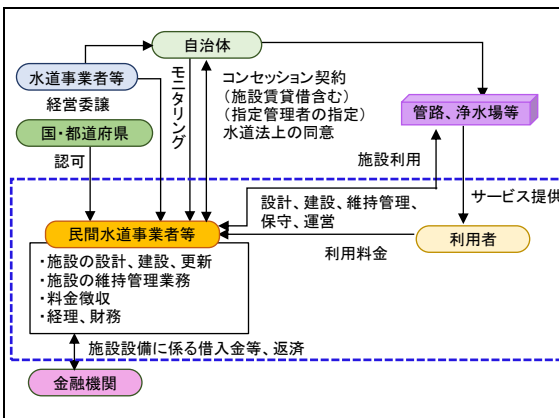 自治体
水道事業者等
経営委譲
国・都道府県
認可
モニタリング
コンセッション契約
(施設賃貸借含む)
(指定管理者の指定)
水道法上の同意
管路、浄水場等
施設利用
設計、建設、維持管理、
保守、運営
サービス提供
民間水道事業者等
利用料金
利用者
・施設の設計、建設、更新
・施設の維持管理業務
・料金徴収
・経理、財務
施設設備に係る借入金等、返済
金融機関